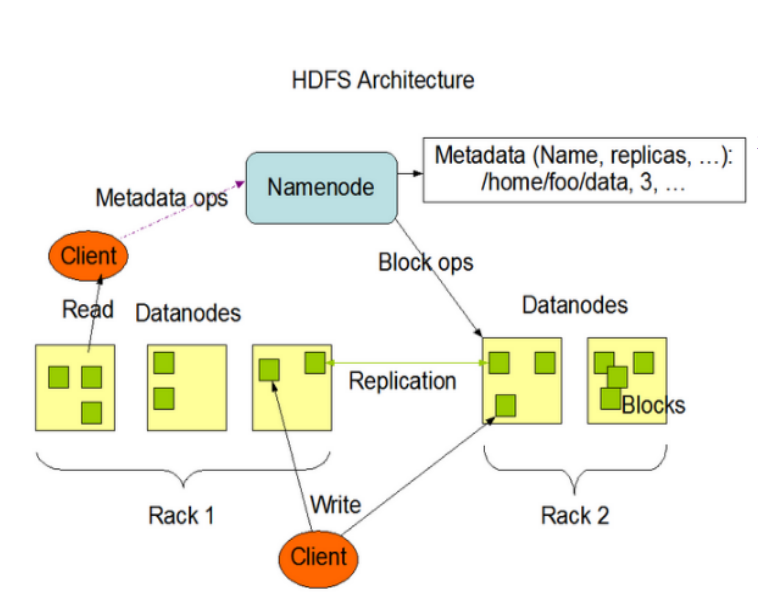 HDFS Architecture
Metadata (Name, replicas, ...):
/home/foo/data, 3, ...
Namenode
Metadata ops
Client
Block ops
Read
Datanodes
Datanodes
Replication
Blocks
Rack 1
Write
Rack 2
Client